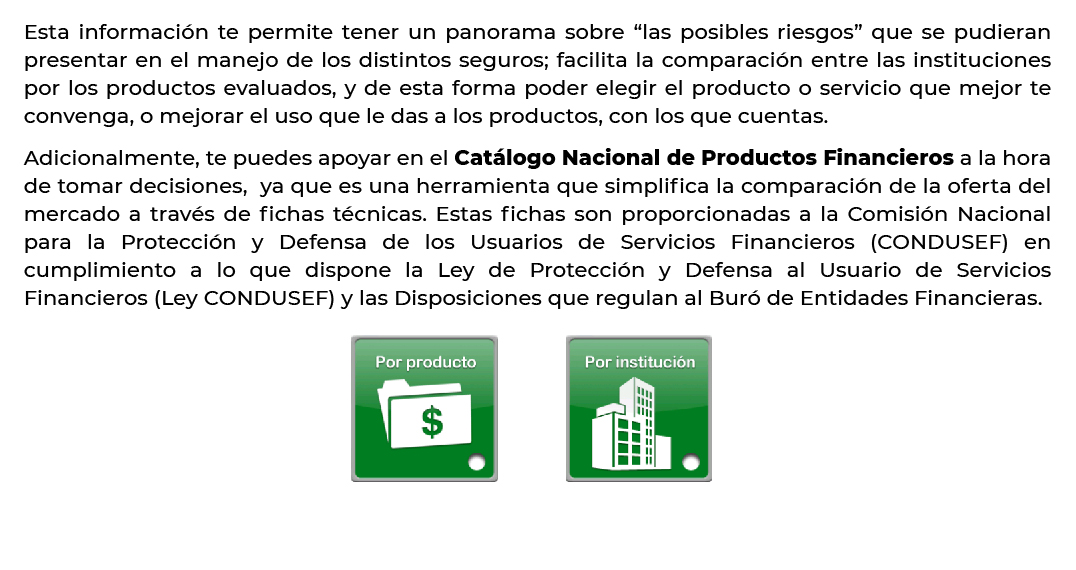 Esta información te permite tener un panorama sobre “las posibles riesgos” que se pudieran
presentar en el manejo de los distintos seguros; facilita la comparación entre las instituciones
por los productos evaluados, y de esta forma poder elegir el producto o servicio que mejor te
convenga, o mejorar el uso que le das a los productos, con los que cuentas.
Adicionalmente, te puedes apoyar en el Catálogo Nacional de Productos Financieros a la hora
de tomar decisiones, ya que es una herramienta que simplifica la comparación de la oferta del
mercado a través de fichas técnicas. Estas fichas son proporcionadas a la Comisión Nacional
para la Protección y Defensa de los Usuarios de Servicios Financieros (CONDUSEF) en
cumplimiento a lo que dispone la Ley de Protección y Defensa al Usuario de Servicios
Financieros (Ley CONDUSEF) y las Disposiciones que regulan al Buró de Entidades Financieras.
Por producto
$
Por institución